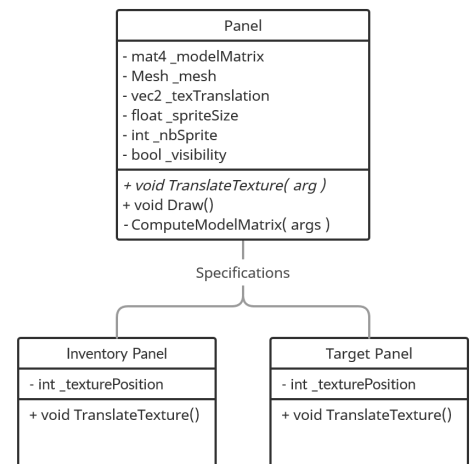 Panel
- mat4 _modelMatrix
- Mesh _mesh
- vec2 _texTranslation
- float _spriteSize
- int _nbSprite
- bool _visibility
+ void TranslateTexture( arg )
+ void Draw()
- ComputeModelMatrix( args )
Specifications
Inventory Panel
- int _texturePosition
+ void TranslateTexture()
Target Panel
- int _texturePosition
+ void TranslateTexture()